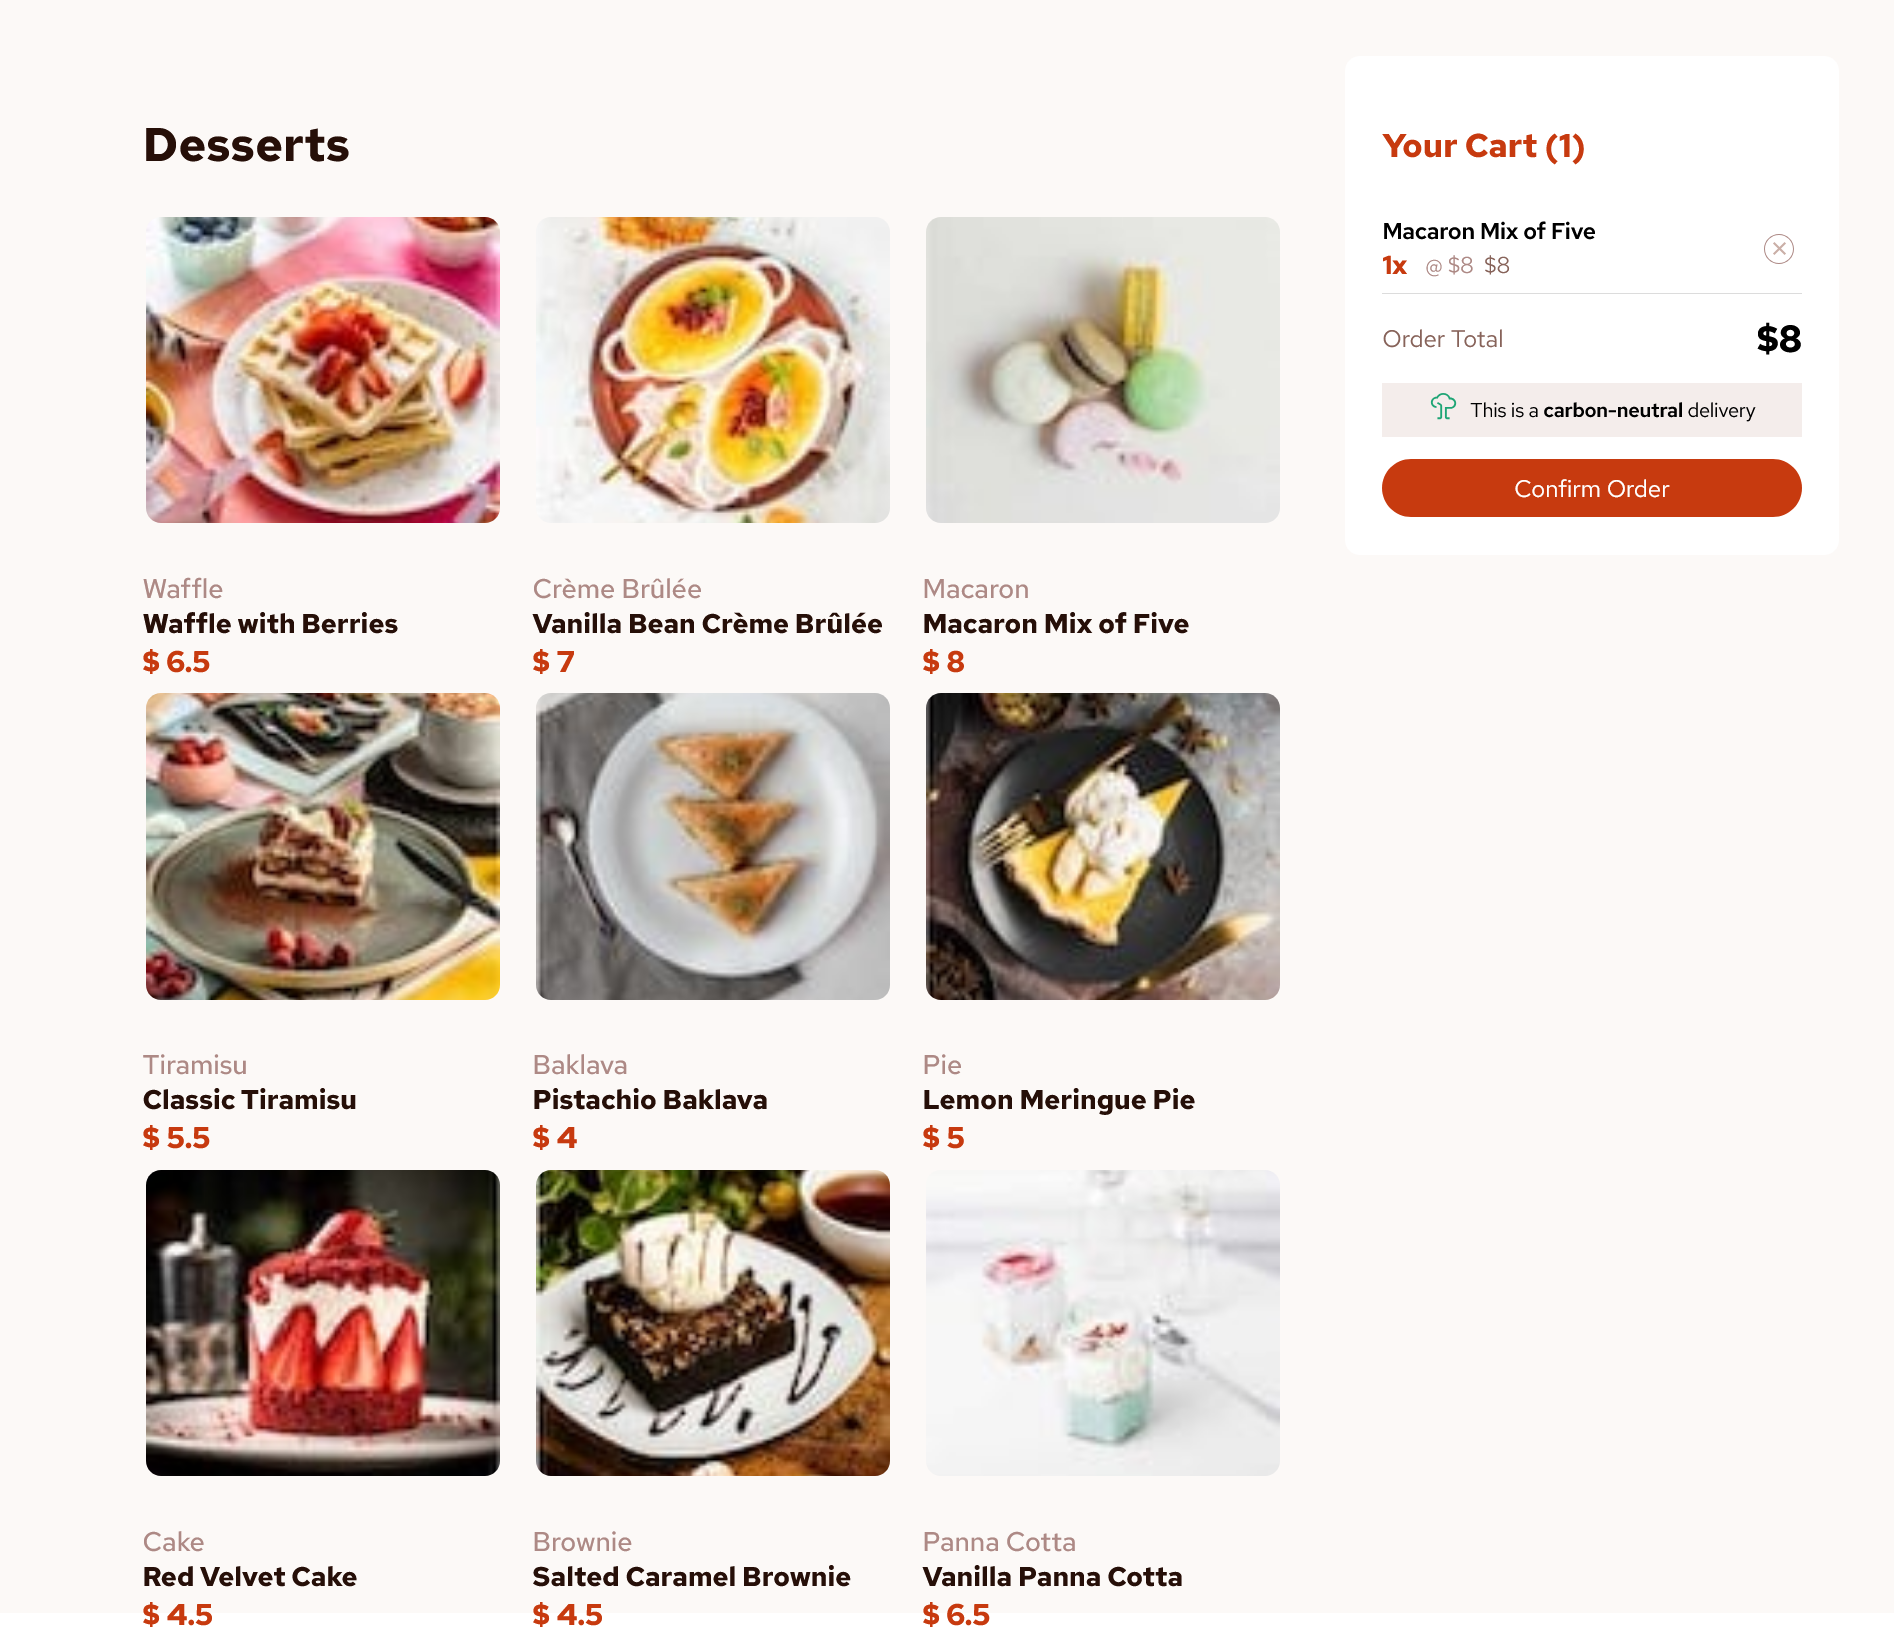 Desserts
Waffle
Waffle with Berries
$ 6.5
Crème Brûlée
Vanilla Bean Crème Brûlée
$ 7
Macaron
Macaron Mix of Five
$ 8
Tiramisu
Classic Tiramisu
$ 5.5
Baklava
Pistachio Baklava
$ 4
Pie
Lemon Meringue Pie
$ 5
Cake
Red Velvet Cake
$ 4.5
Brownie
Salted Caramel Brownie
$ 4.5
Panna Cotta
Vanilla Panna Cotta
$ 6.5
Your Cart (1)
Macaron Mix of Five
1x @ $8 $8
Order Total $8
This is a carbon-neutral delivery
Confirm Order